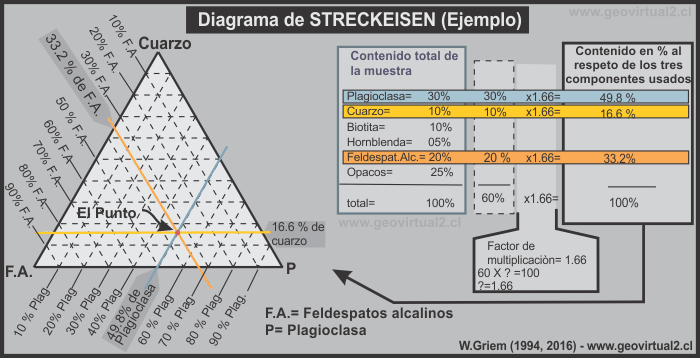 Diagrama de STRECKEISEN (Ejemplo)
www.geovirtual2.cl
Cuarzo
10% F.A.
20% F.A.
30% F.A.
33.2 % de F.A
50 % F.A.
60% F.A.
70% F.A.
80% F.A.
90% F.A.
El Punto
16.6 % de
cuarzo
F.A.
P
10% Plag
20% Plag
30% Plag
40% Plag
49.8% de
Plagioclasa
60 % Plag
70 % Plag
80 % Plag
90 % Plag.
F.A.= Feldespatos alcalinos
P= Plagioclasa
Contenido total de
la muestra
Contenido en % al
respeto de los tres
componentes usados
Plagioclasa= 30% 30% x1.66= 49.8 %
Cuarzo= 10% 10% x1.66= 16.6 %
Biotita= 10%
Hornblenda= 05%
Feldespat.Alc.= 20% 20 % x1.66= 33.2%
Opacos= 25%
total= 100% 60% x1.66= 100%
www.geovirtual2.cl
Factor de
multiplicaciòn= 1.66
60 X ? =100
?=1.66
W.Griem (1994, 2016) - www.geovirtual2.cl